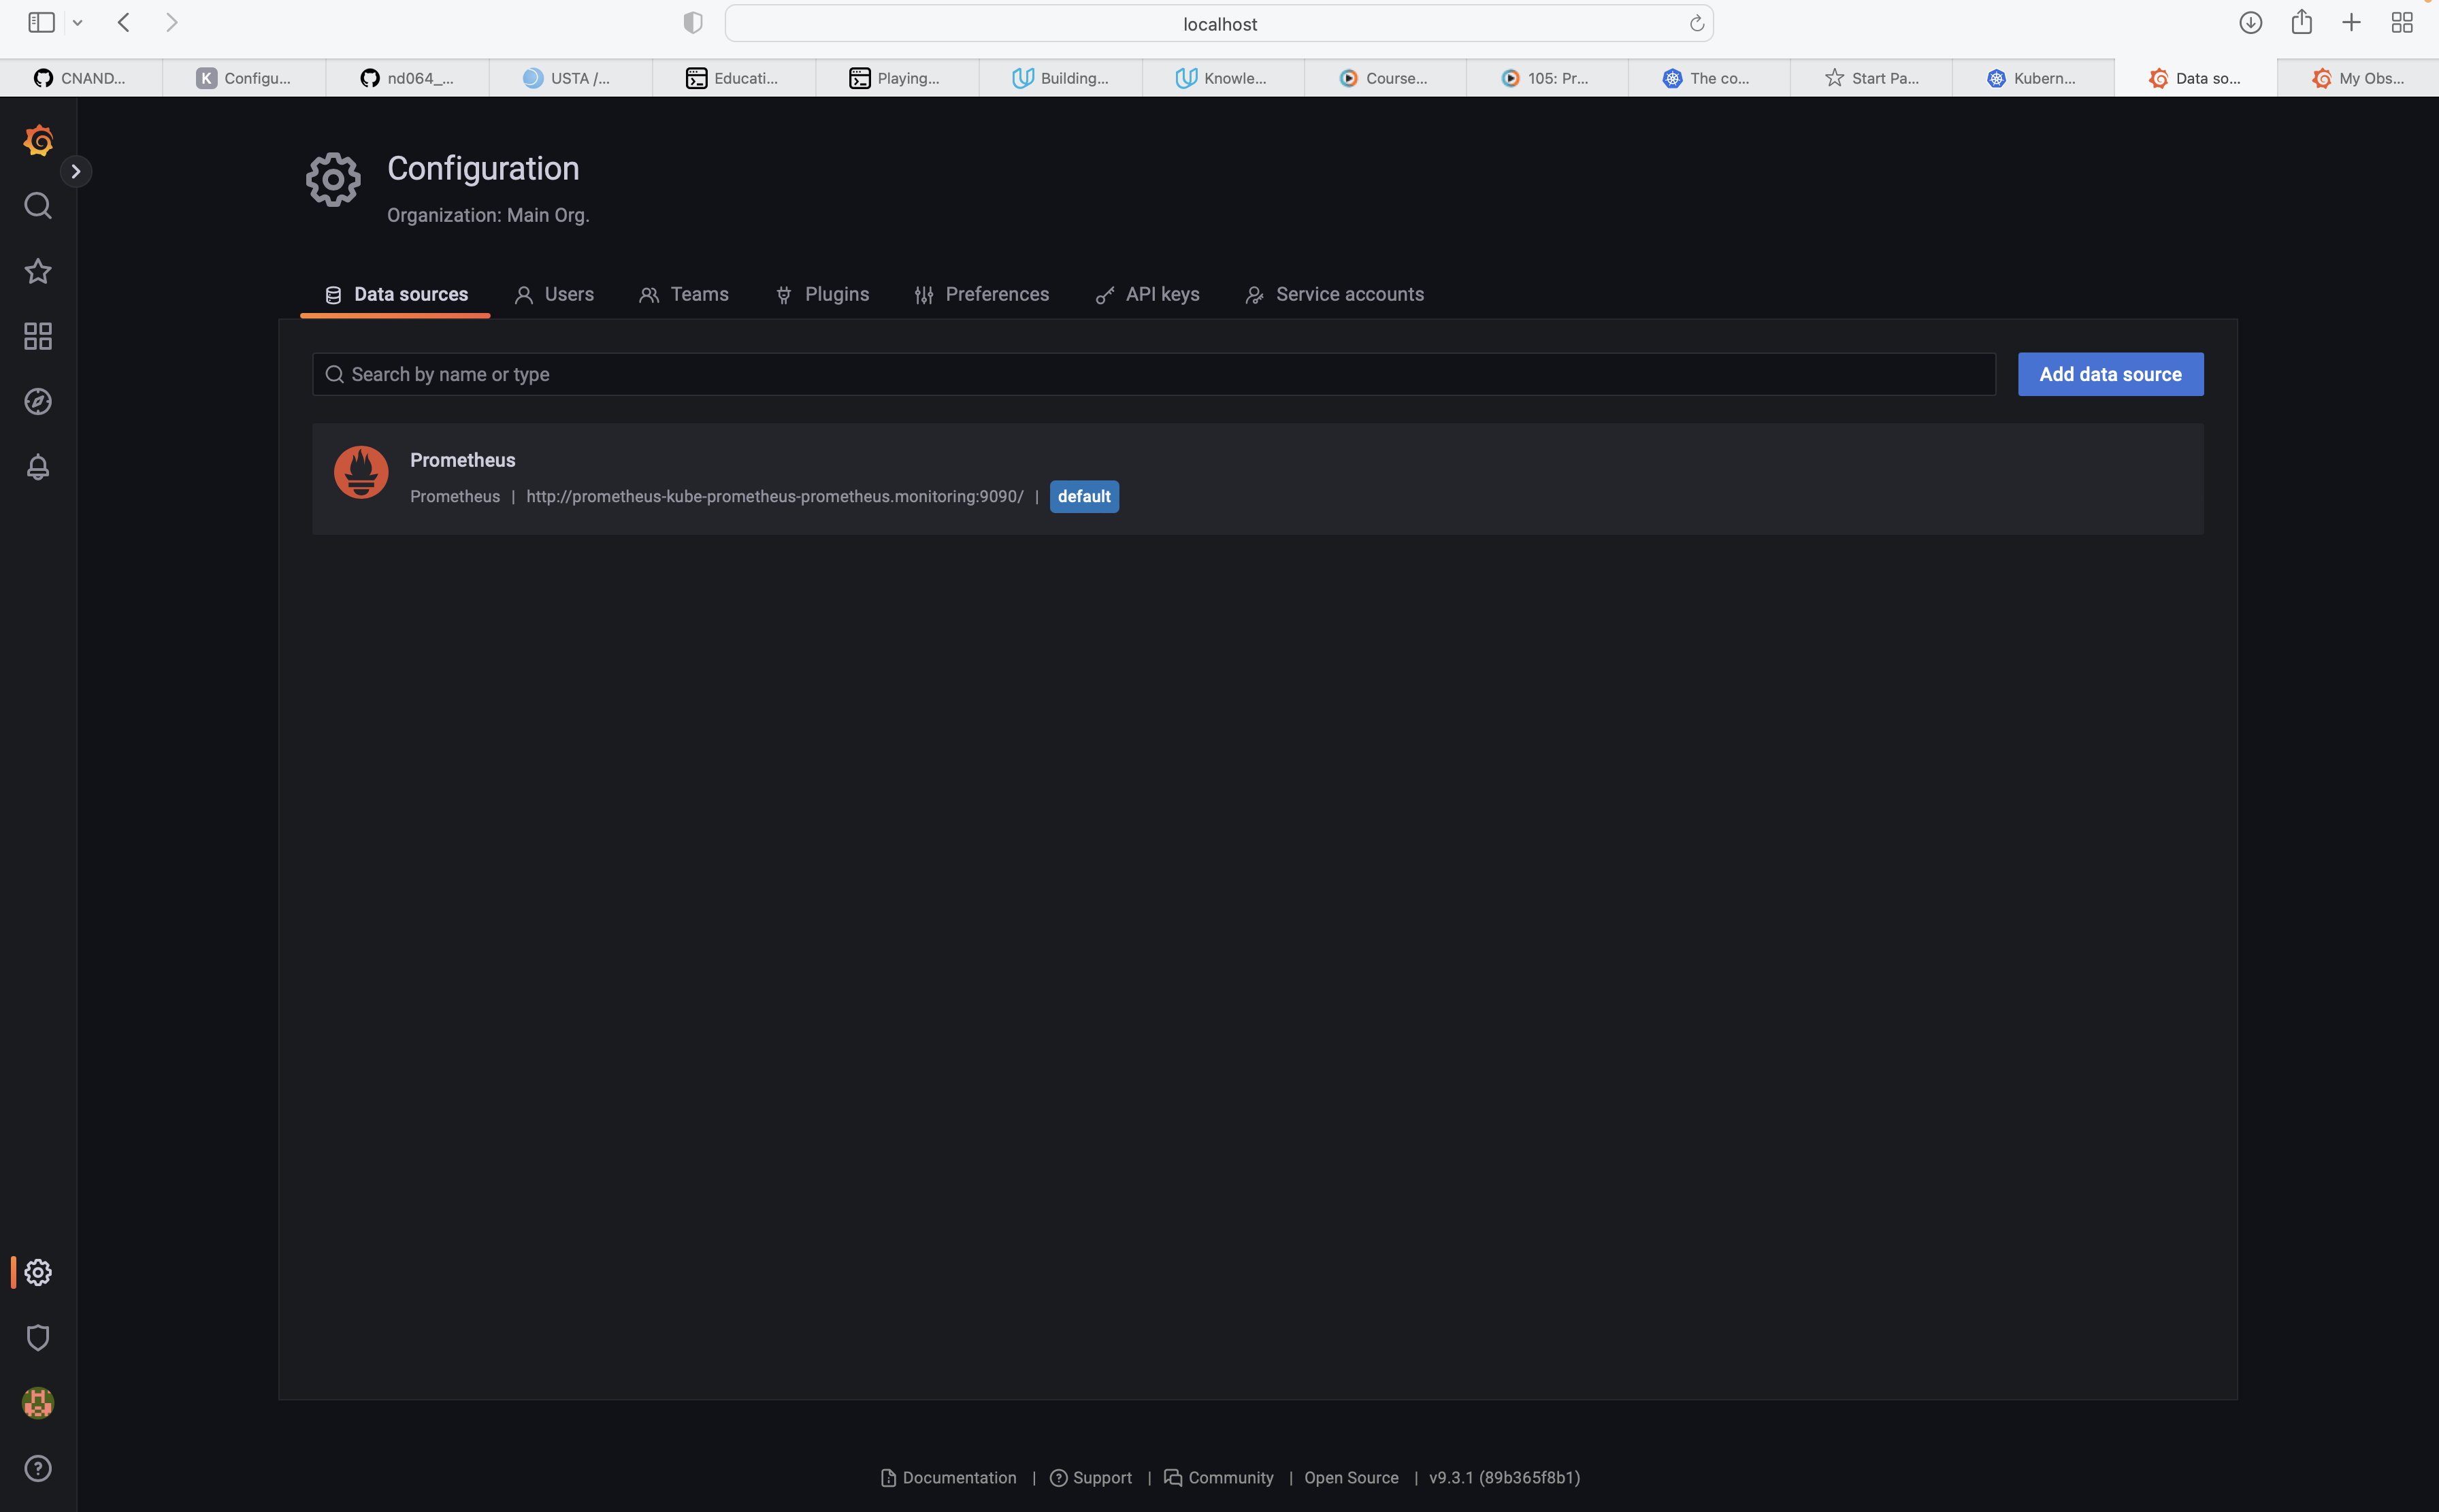 localhost
CNAND...
K Configu...
nd064_...
USTA /...
Educati...
Playing...
Building...
Knowle...
Course...
105: Pr...
The co...
Start Pa...
Kubern...
Data so...
My Obs...
Configuration
Organization: Main Org.
Data sources
Users
Teams
Plugins
Preferences
API keys
Service accounts
Search by name or type
Add data source
Prometheus
Prometheus | http://prometheus-kube-prometheus-prometheus.monitoring:9090/ | default
Documentation | Support | Community | Open Source | v9.3.1 (89b365f8b1)